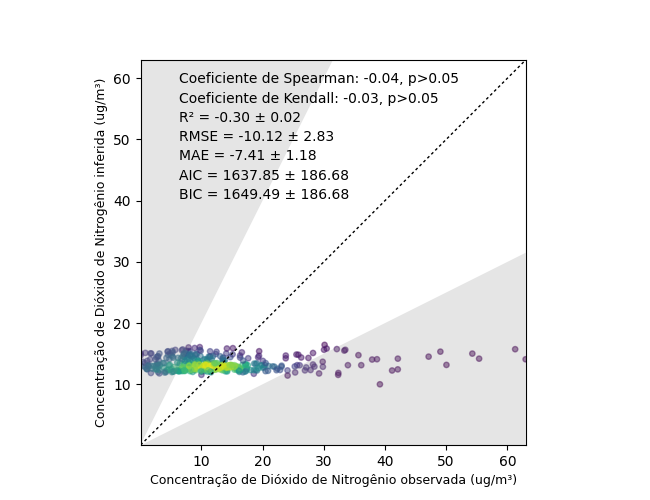 Coeficiente de Spearman: -0.04, p>0.05
Coeficiente de Kendall: -0.03, p>0.05
R² = -0.30 ± 0.02
RMSE = -10.12 ± 2.83
MAE = -7.41 ± 1.18
AIC = 1637.85 ± 186.68
BIC = 1649.49 ± 186.68
Concentração de Dióxido de Nitrogênio inferida (ug/m³)
60
50
40
30
20
10
10 20 30 40 50 60
Concentração de Dióxido de Nitrogênio observada (ug/m³)